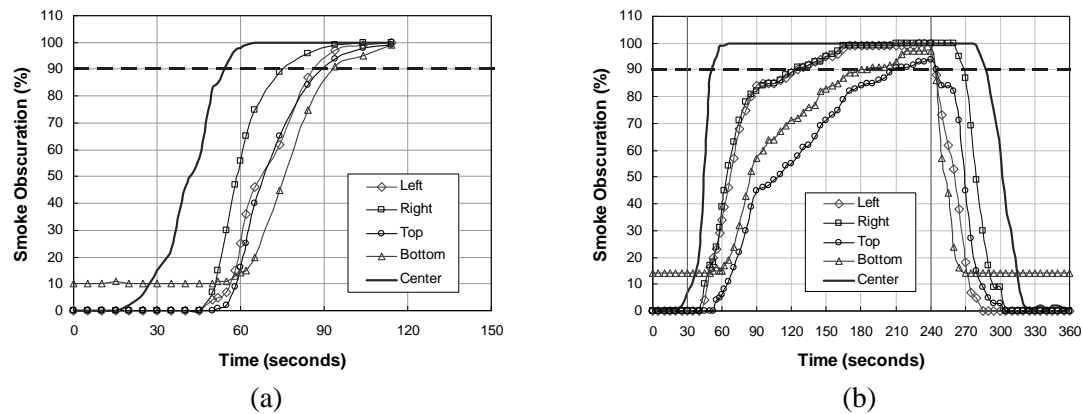 Smoke Obscuration (%)
110
100
90
80
70
60
50
40
30
20
10
0
0 30 60 90 120 150
Time (seconds)
Left
Right
Top
Bottom
Center
(a)
Smoke Obscuration (%)
110
100
90
80
70
60
50
40
30
20
10
0
0 30 60 90 120 150 180 210 240 270 300 330 360
Time (seconds)
Left
Right
Top
Bottom
Center
(b)